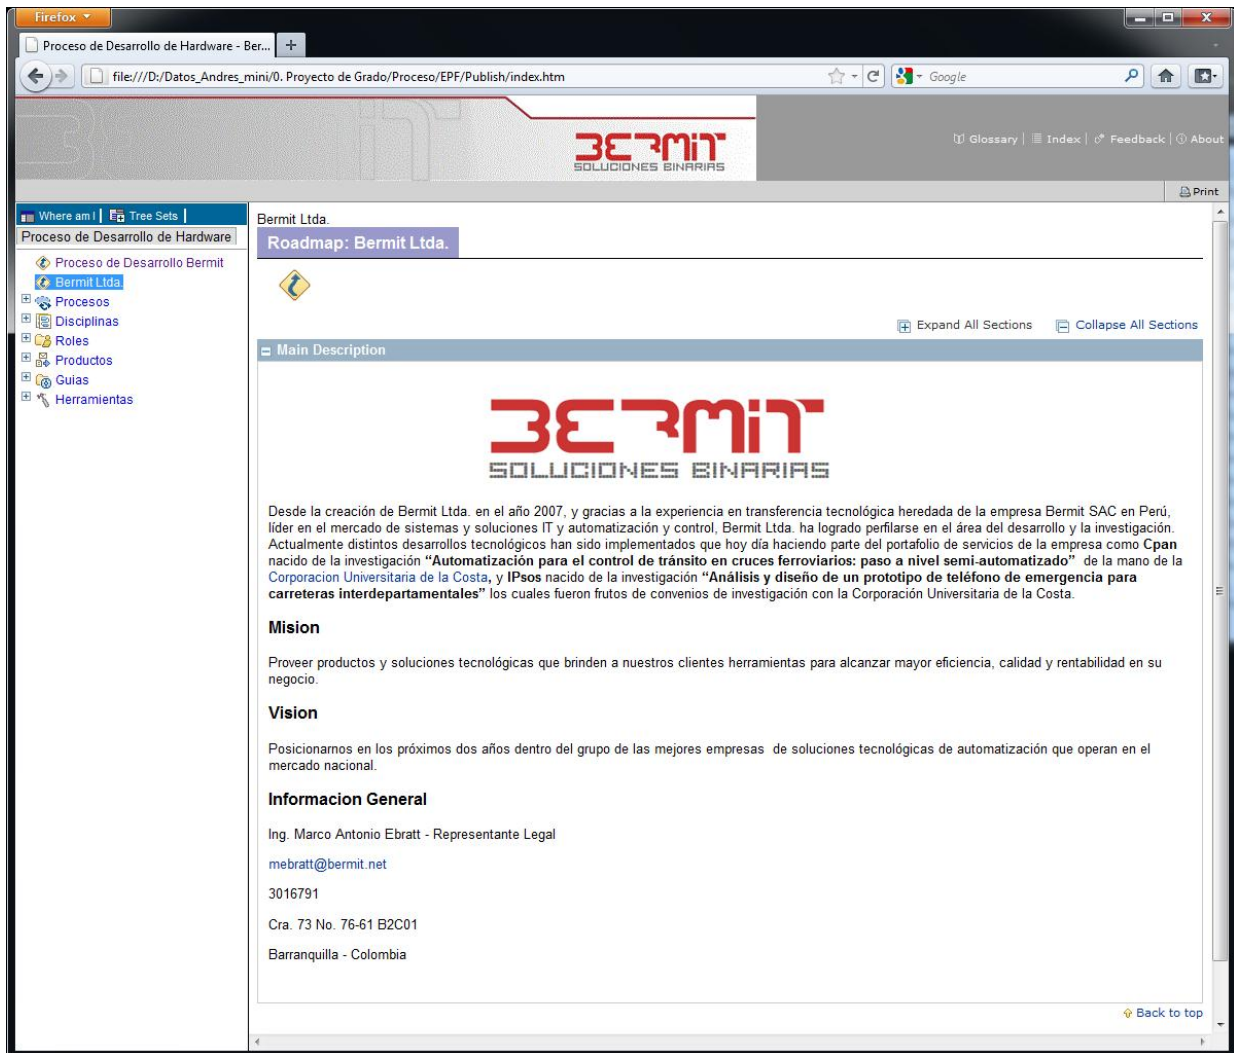 Firefox
Proceso de Desarrollo de Hardware - Ber...
file:///D:/Datos_Andres_mini/0. Proyecto de Grado/Proceso/EPF/Publish/index.htm
Google
BERMIT
SOLUCIONES BINARIAS
Glossary | Index | Feedback | About
Print
Where am I | Tree Sets |
Proceso de Desarrollo de Hardware
Proceso de Desarrollo Bermit
Bermit Ltda.
Procesos
Disciplinas
Roles
Productos
Guias
Herramientas
Bermit Ltda.
Roadmap: Bermit Ltda.
Expand All Sections Collapse All Sections
Main Description
BERMIT
SOLUCIONES BINARIAS
Desde la creación de Bermit Ltda. en el año 2007, y gracias a la experiencia en transferencia tecnológica heredada de la empresa Bermit SAC en Perú,
líder en el mercado de sistemas y soluciones IT y automatización y control, Bermit Ltda. ha logrado perfilarse en el área del desarrollo y la investigación.
Actualmente distintos desarrollos tecnológicos han sido implementados que hoy día haciendo parte del portafolio de servicios de la empresa como Cpan
nacido de la investigación “Automatización para el control de tránsito en cruces ferroviarios: paso a nivel semi-automatizado” de la mano de la
Corporacion Universitaria de la Costa, y IPsos nacido de la investigación “Análisis y diseño de un prototipo de teléfono de emergencia para
carreteras interdepartamentales” los cuales fueron frutos de convenios de investigación con la Corporación Universitaria de la Costa.
Mision
Proveer productos y soluciones tecnológicas que brinden a nuestros clientes herramientas para alcanzar mayor eficiencia, calidad y rentabilidad en su
negocio.
Vision
Posicionarnos en los próximos dos años dentro del grupo de las mejores empresas de soluciones tecnológicas de automatización que operan en el
mercado nacional.
Informacion General
Ing. Marco Antonio Ebratt - Representante Legal
mebratt@bermit.net
3016791
Cra. 73 No. 76-61 B2C01
Barranquilla - Colombia
Back to top